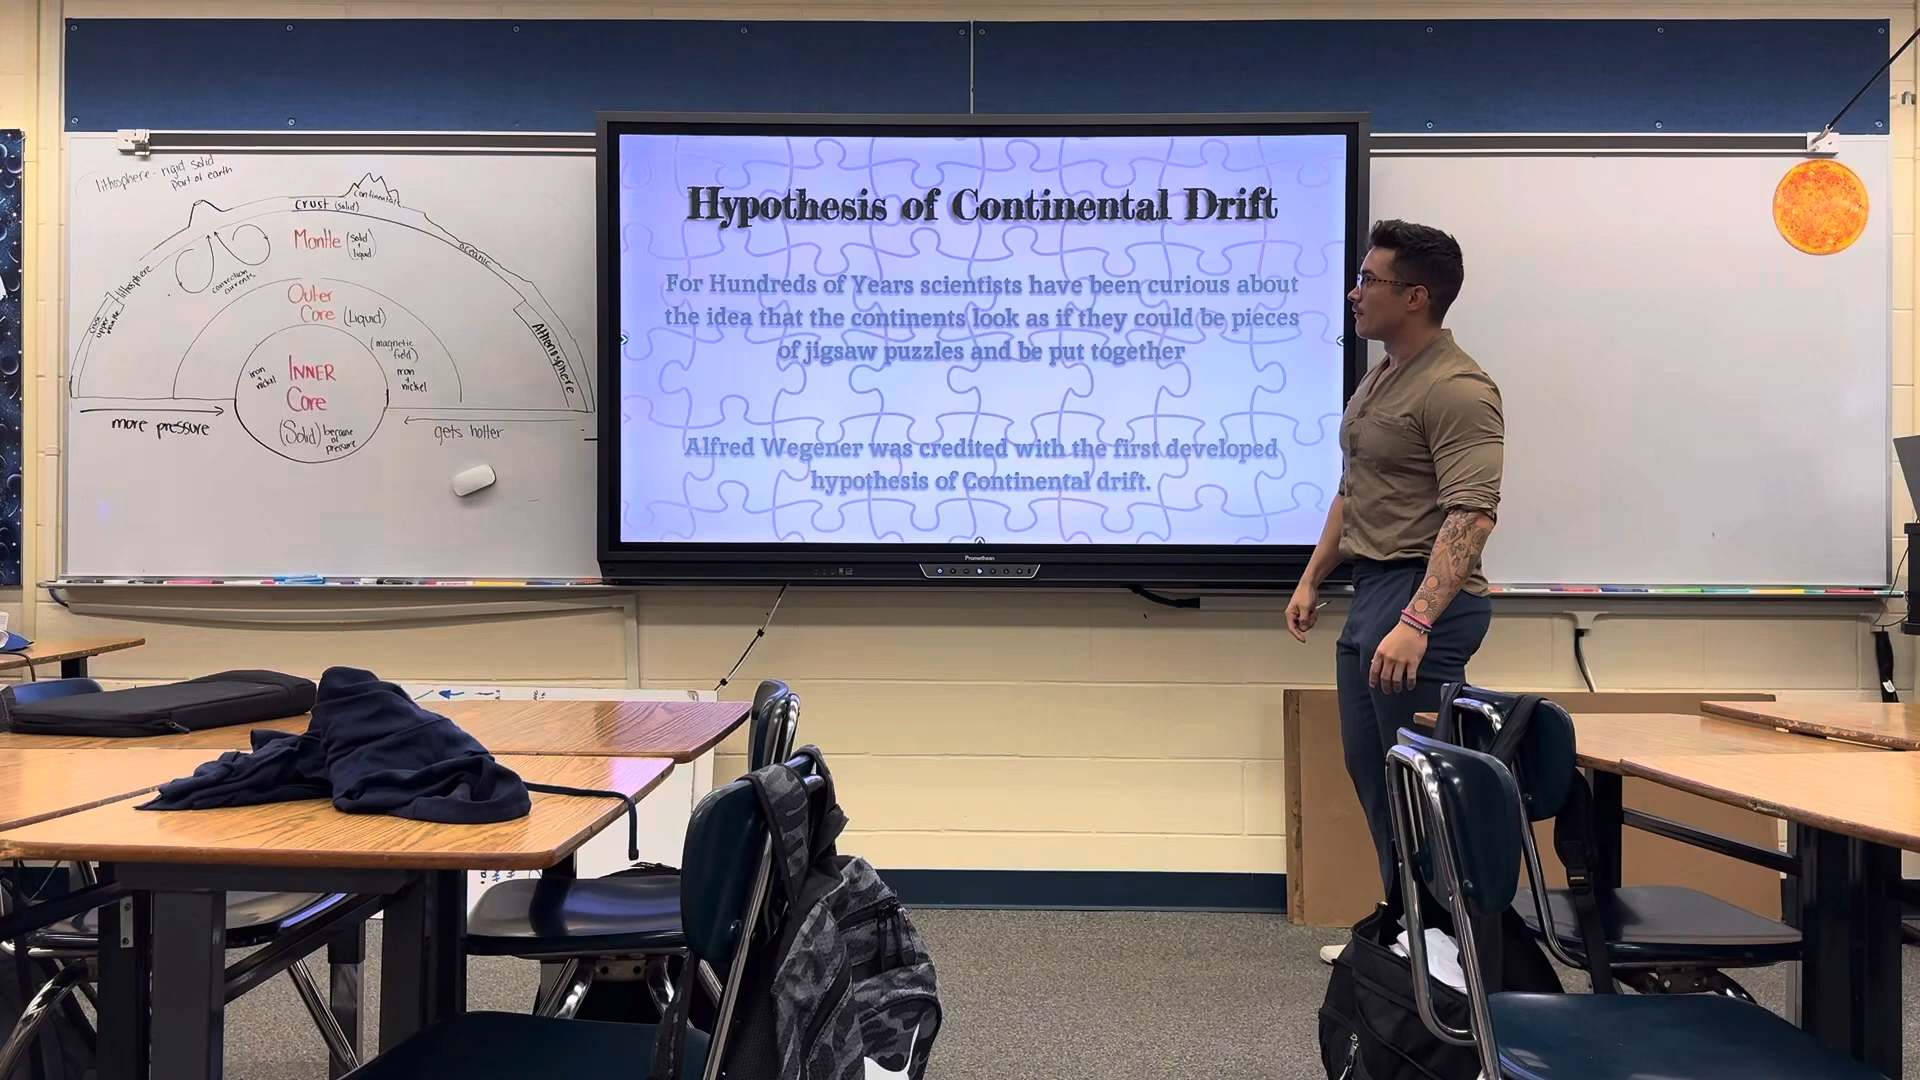 lithosphere - rigid solid
part of earth
continental
crust (solid)
Mantle (solid + liquid)
oceanic
lithosphere
convection
currents
Outer
Core (Liquid)
(magnetic
field)
crust
upper
mantle
iron
+
nickel
INNER
Core
iron
+
nickel
(Solid) because
of
pressure
more pressure
gets hotter
Hypothesis of Continental Drift
For Hundreds of Years scientists have been curious about
the idea that the continents look as if they could be pieces
of jigsaw puzzles and be put together
Alfred Wegener was credited with the first developed
hypothesis of Continental drift.
Promethean